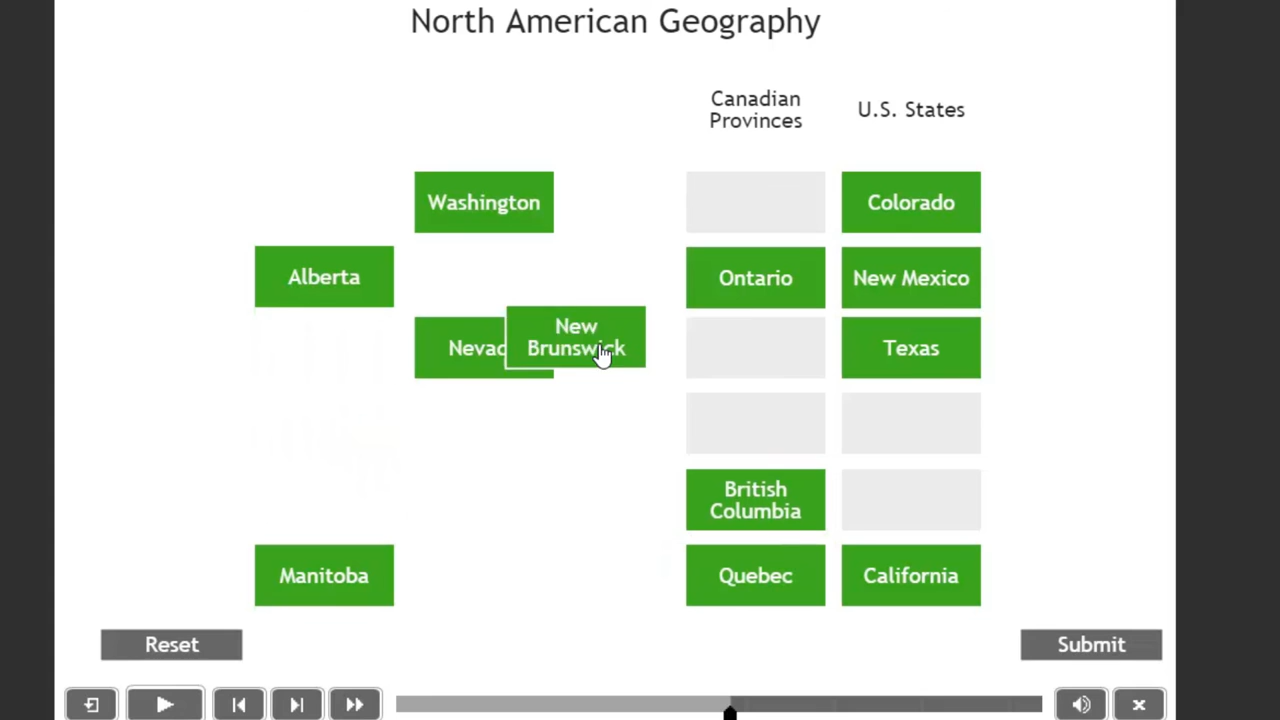 North American Geography
Canadian
Provinces
U.S. States
Washington
Colorado
Alberta
Ontario
New Mexico
Nevad
New
Brunswick
Texas
British
Columbia
Manitoba
Quebec
California
Reset
Submit